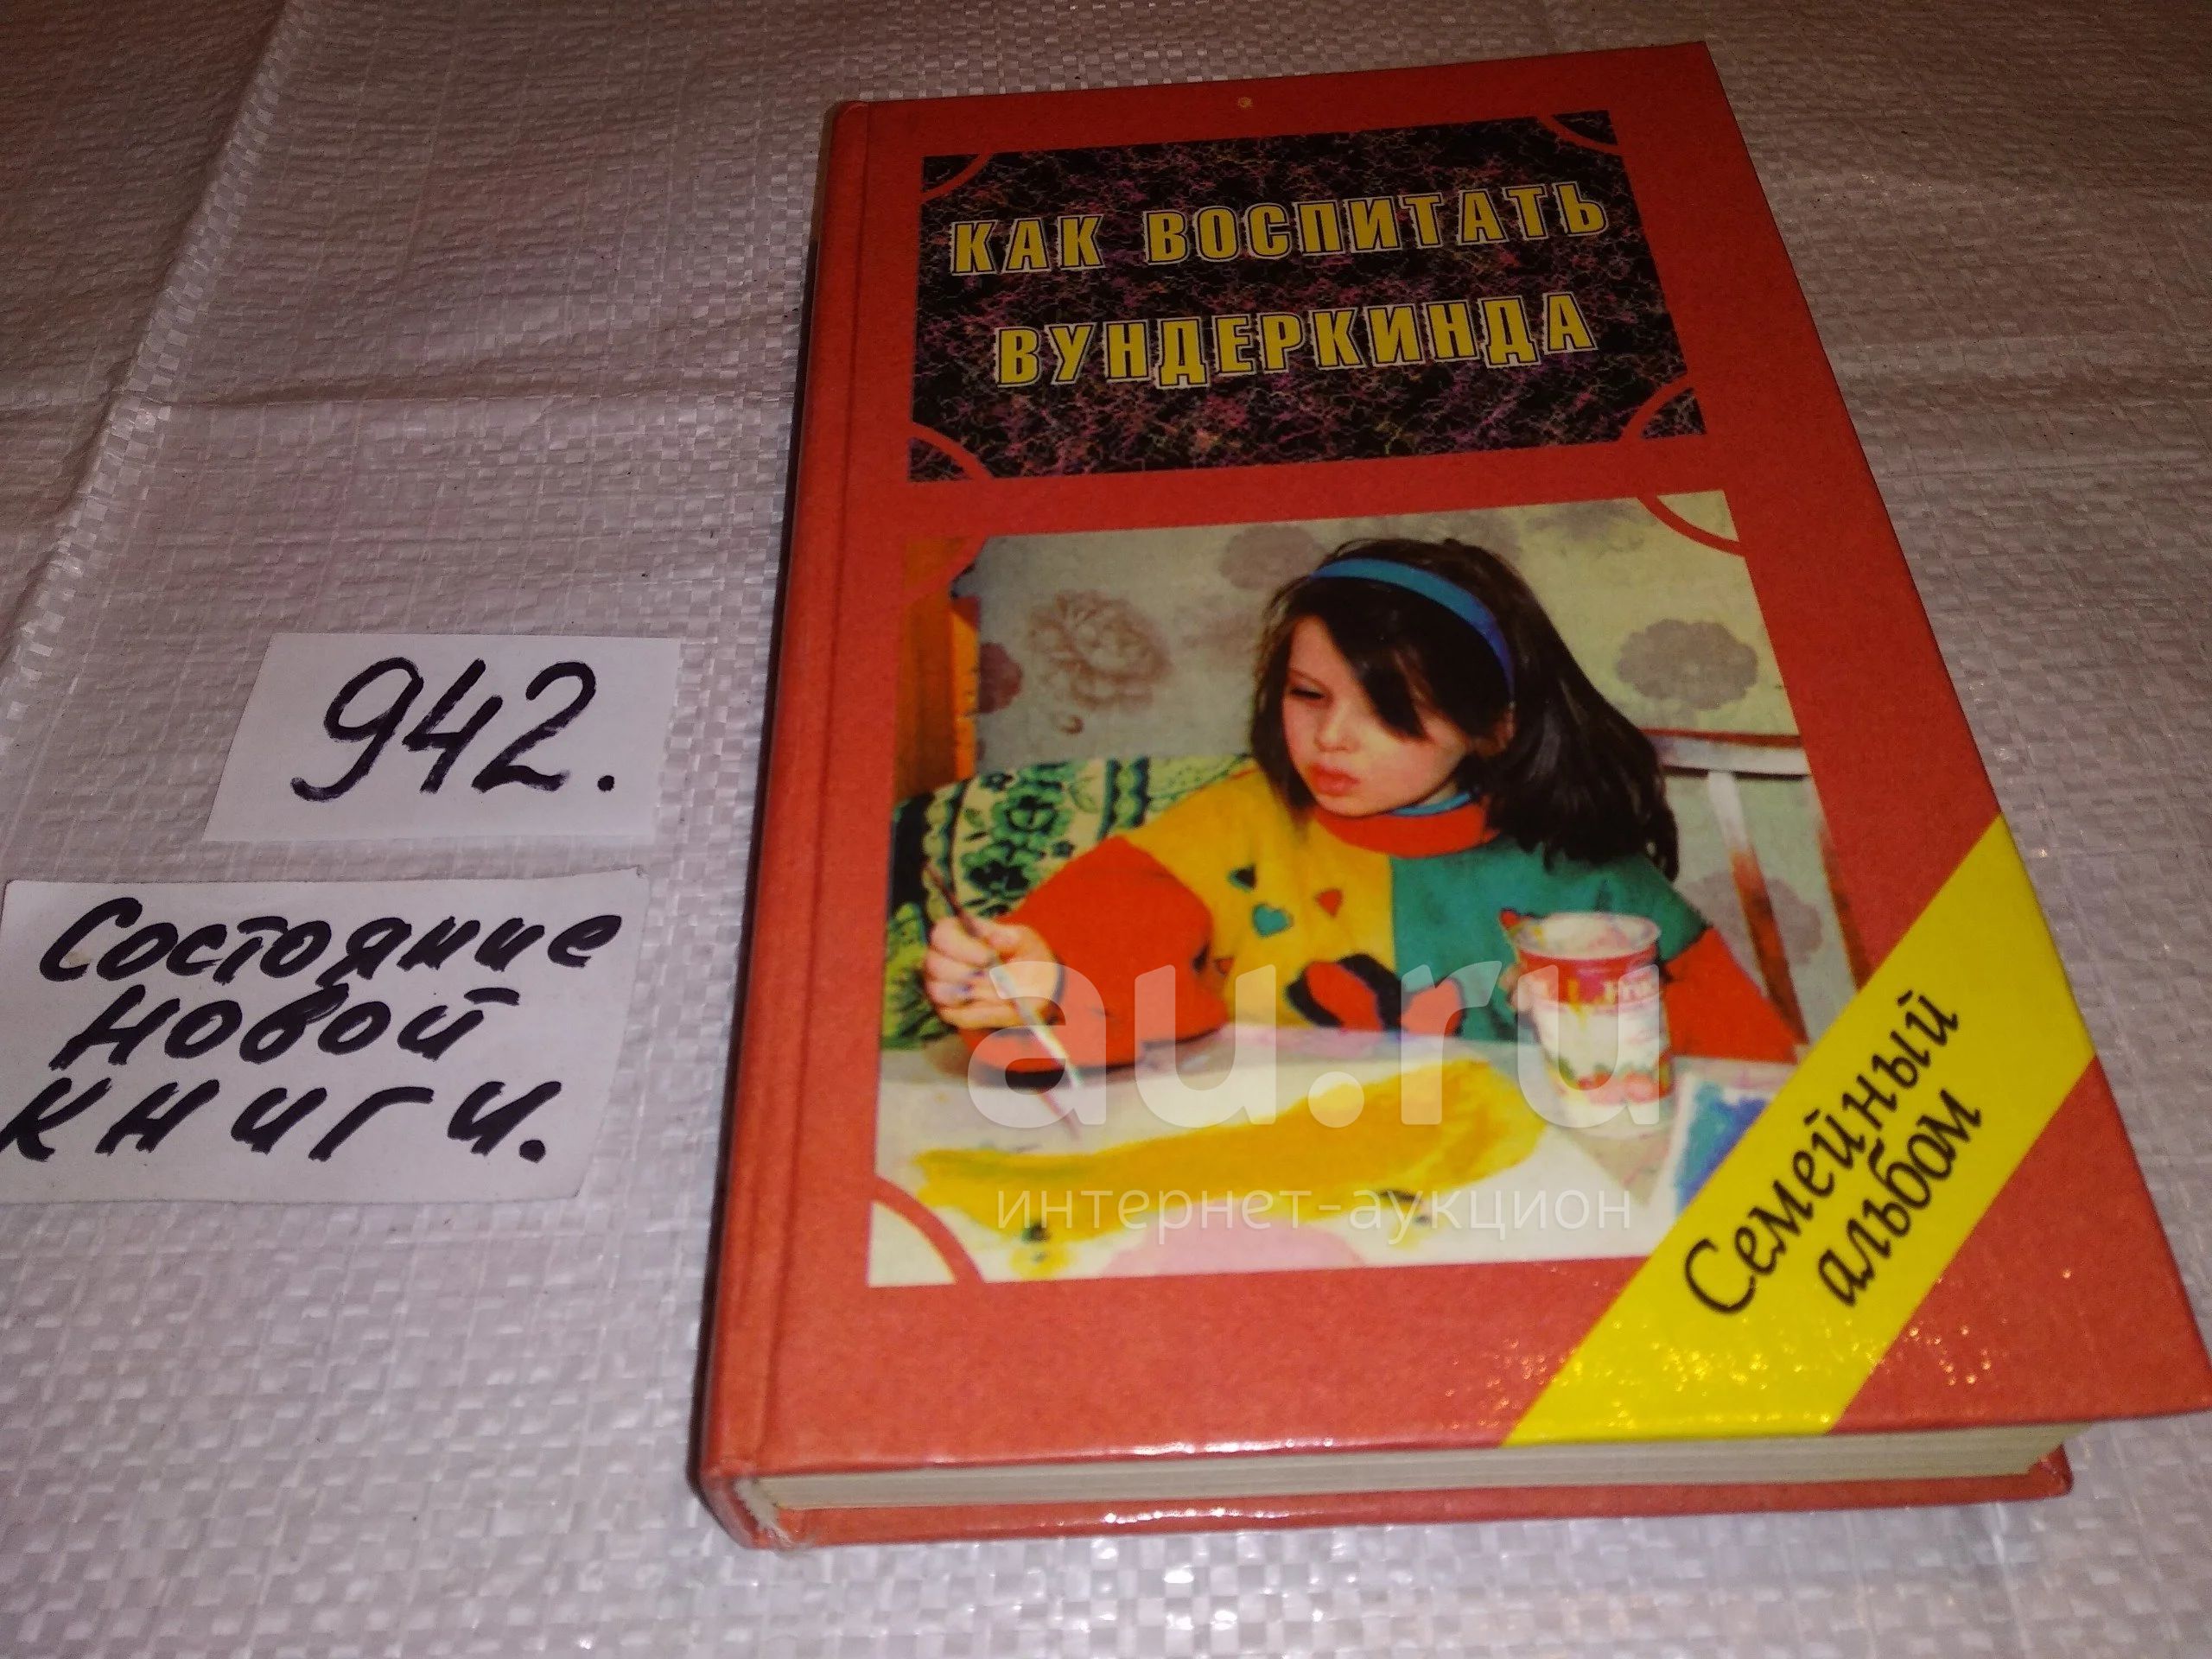 КАК ВОСПИТАТЬ
ВУНДЕРКИНДА
942.
Состояние
новой
книги.
au.ru
интернет-аукцион
Семейный
альбом